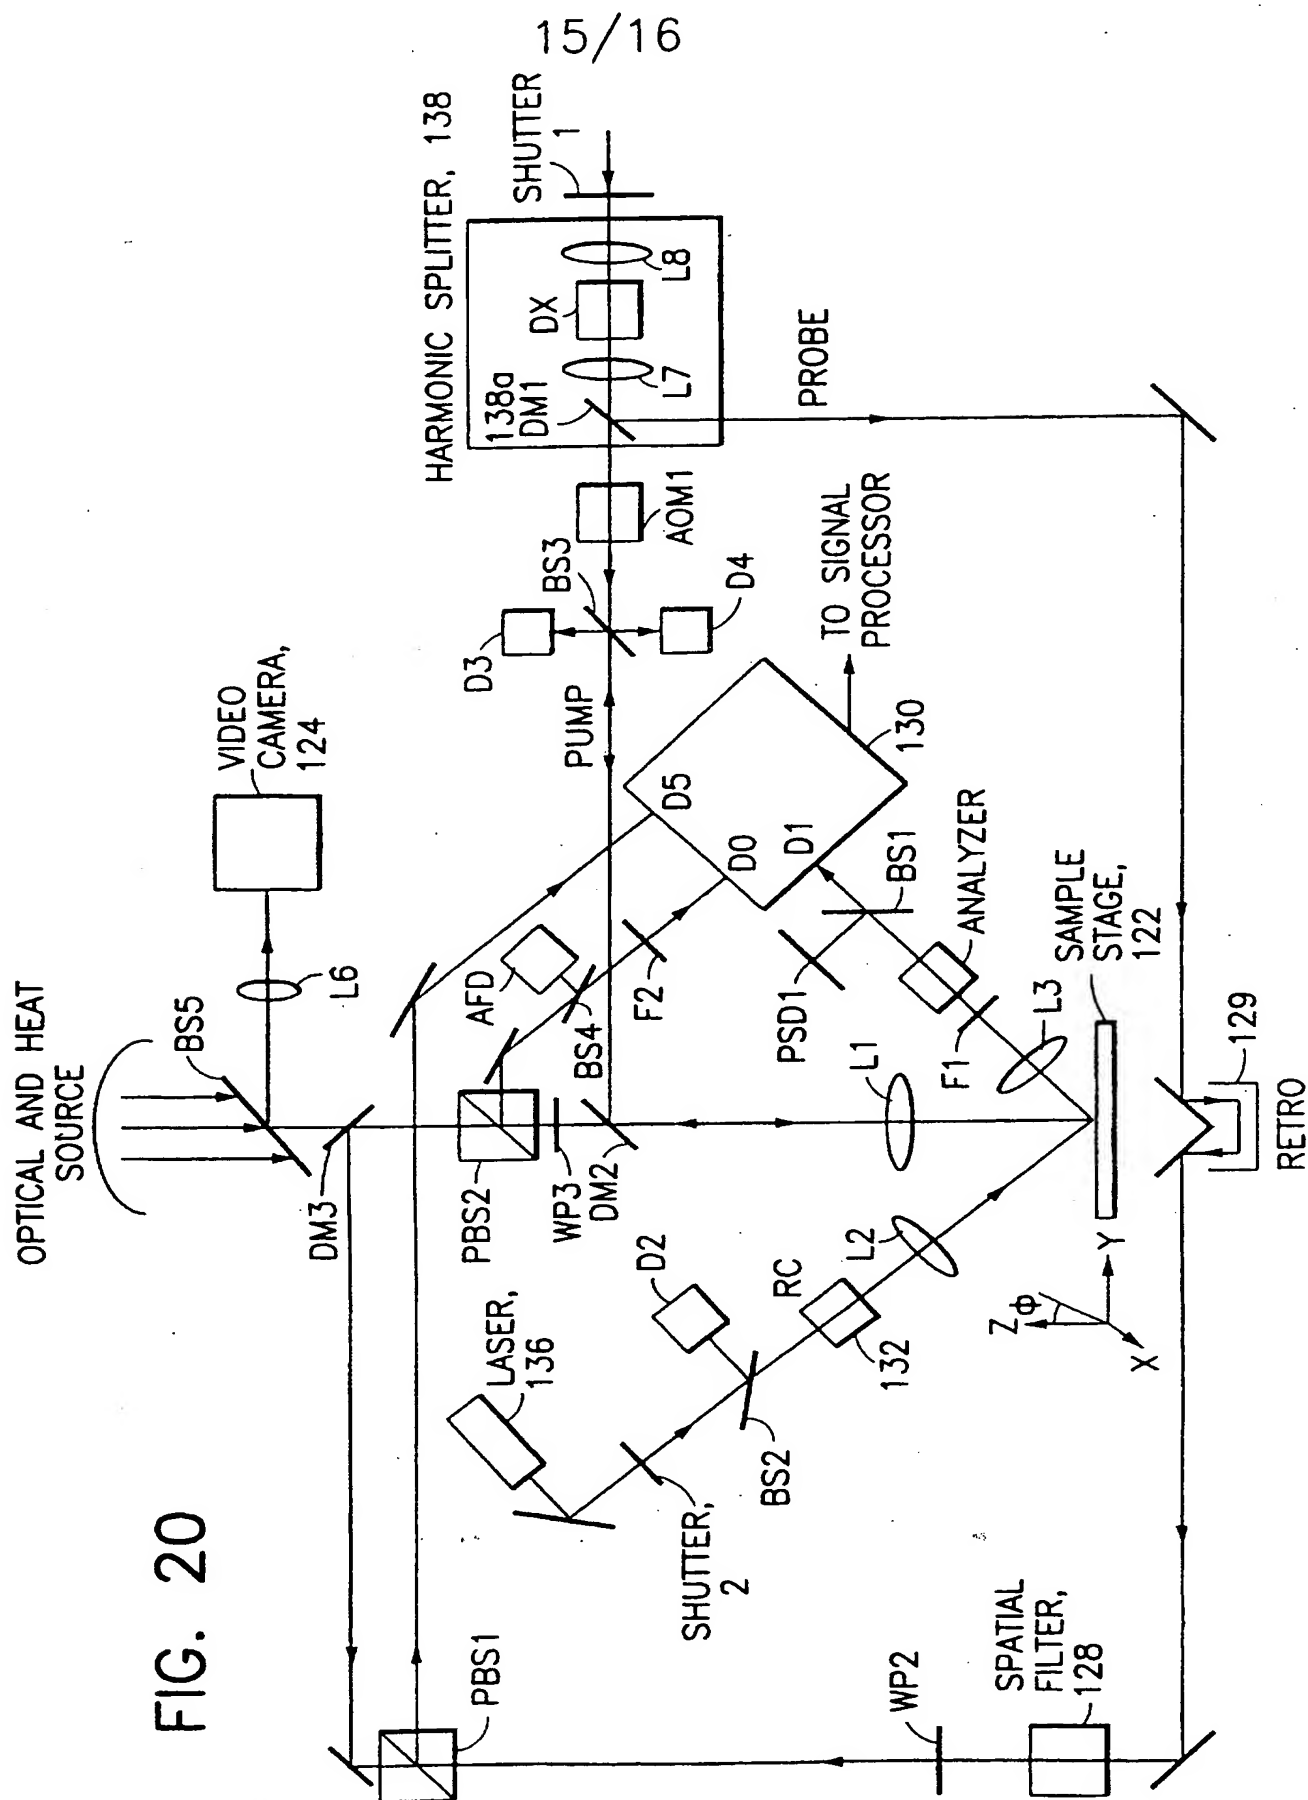 15/16
FIG. 20
OPTICAL AND HEAT
SOURCE
BS5
VIDEO
CAMERA,
124
L6
DM3
HARMONIC SPLITTER, 138
SHUTTER
1
138a
DM1
DX
L7
L8
AOM1
BS3
D3
D4
PUMP
PROBE
TO SIGNAL
PROCESSOR
130
D5
D0
D1
AFD
BS4
F2
PBS2
WP3
DM2
PSD1
BS1
ANALYZER
F1
L3
L1
SAMPLE
STAGE,
122
129
RETRO
LASER,
136
D2
SHUTTER,
2
BS2
RC
132
L2
Z
Φ
Y
X
PBS1
WP2
SPATIAL
FILTER,
128